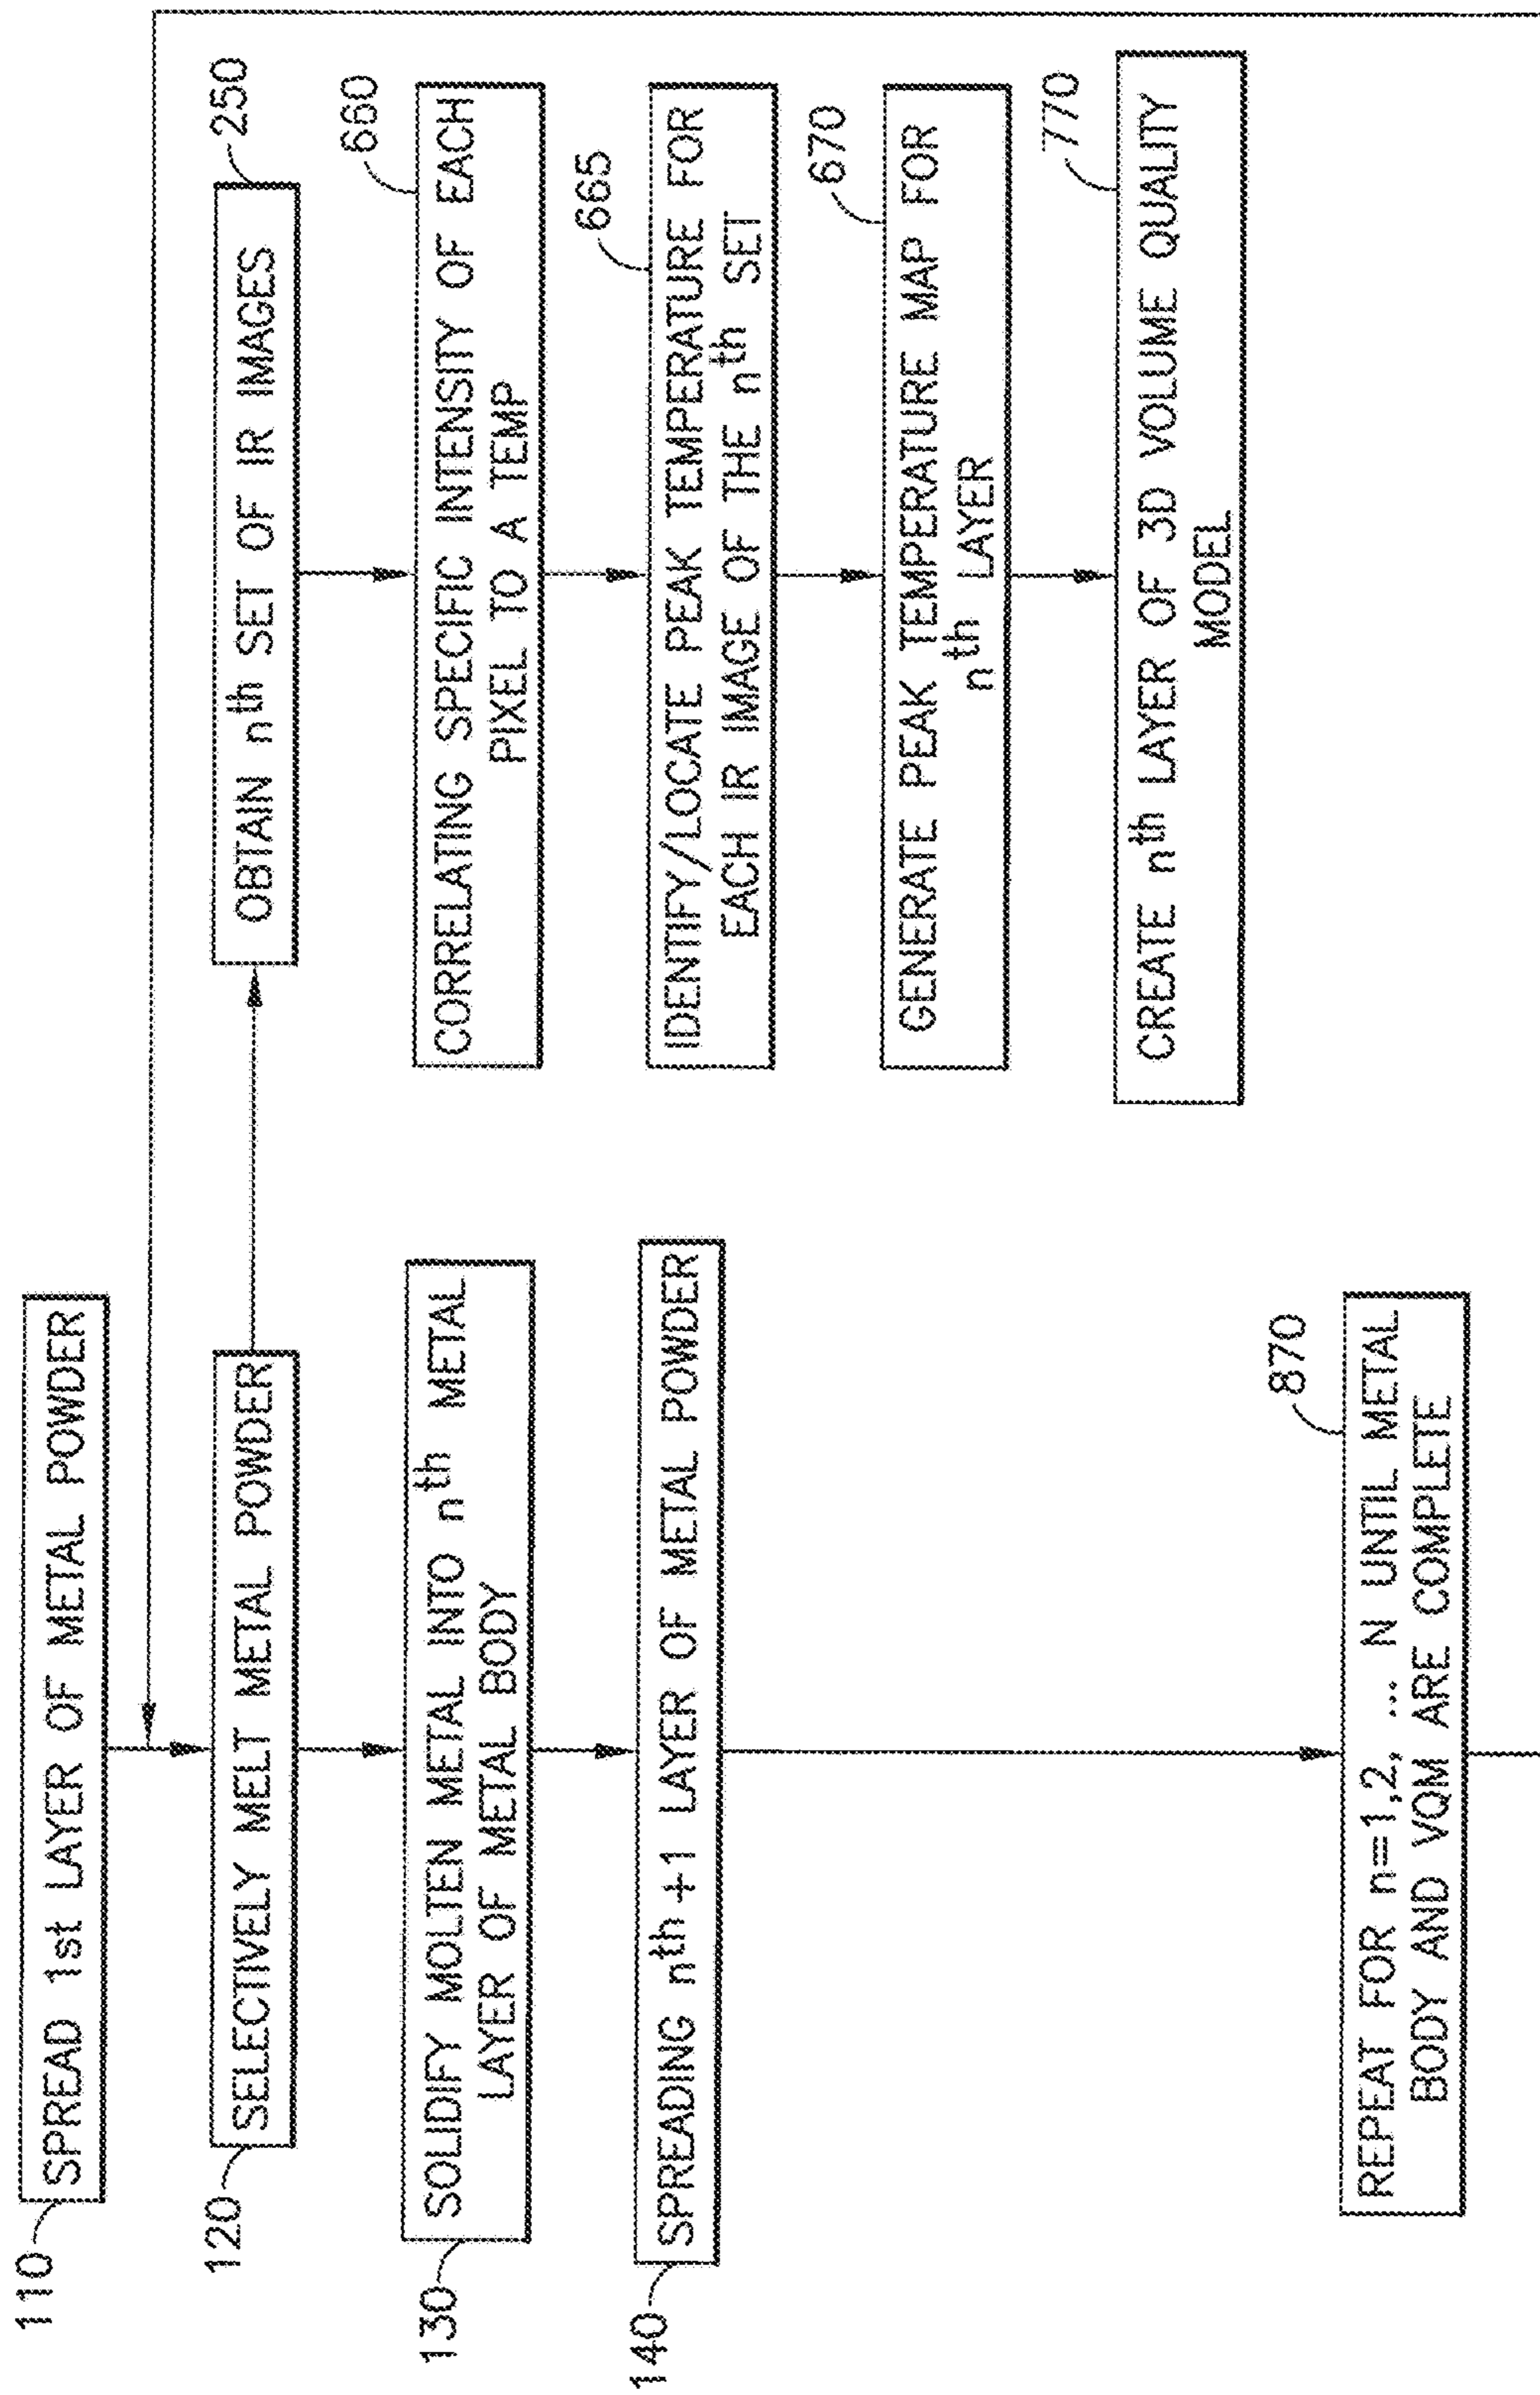 110
SPREAD 1st LAYER OF METAL POWDER
120
SELECTIVELY MELT METAL POWDER
250
OBTAIN nth SET OF IR IMAGES
130
SOLIDIFY MOLTEN METAL INTO nth METAL
LAYER OF METAL BODY
660
CORRELATING SPECIFIC INTENSITY OF EACH
PIXEL TO A TEMP
140
SPREADING nth +1 LAYER OF METAL POWDER
665
IDENTIFY/LOCATE PEAK TEMPERATURE FOR
EACH IR IMAGE OF THE nth SET
670
GENERATE PEAK TEMPERATURE MAP FOR
nth LAYER
770
CREATE nth LAYER OF 3D VOLUME QUALITY
MODEL
870
REPEAT FOR n=1,2, ... N UNTIL METAL
BODY AND VQM ARE COMPLETE